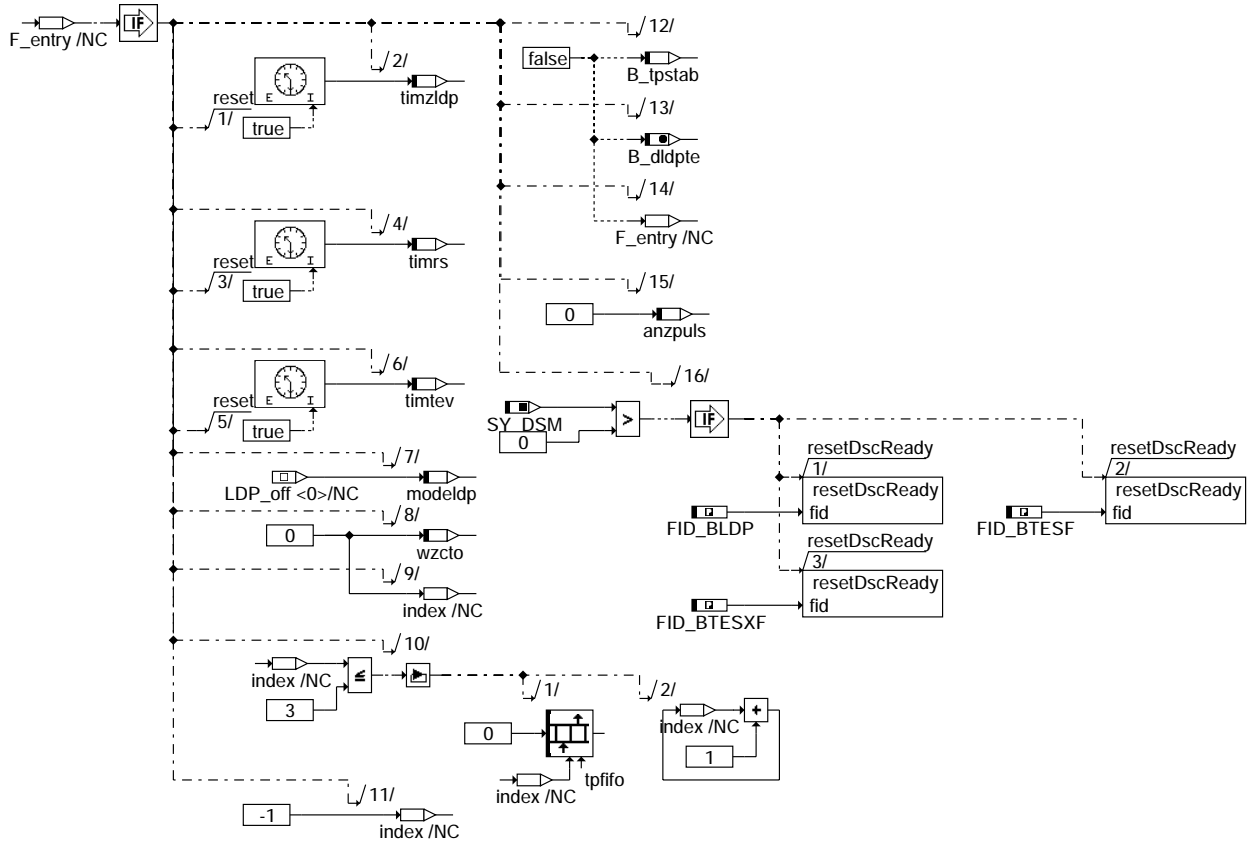 F_entry /NC
IF
12/
false
B_tpstab
2/
timzldp
reset
1/
E I
true
13/
B_dldpte
14/
F_entry /NC
4/
timrs
reset
3/
E I
true
15/
0
anzpuls
6/
timtev
reset
5/
E I
true
16/
SY_DSM
0
>
IF
resetDscReady
1/
resetDscReady
fid
FID_BLDP
resetDscReady
2/
resetDscReady
fid
FID_BTESF
resetDscReady
3/
resetDscReady
fid
FID_BTESXF
7/
LDP_off <0>/NC
modeldp
8/
0
wzcto
9/
index /NC
10/
index /NC
≤
3
1/
0
index /NC
tpfifo
2/
index /NC
+
1
11/
-1
index /NC